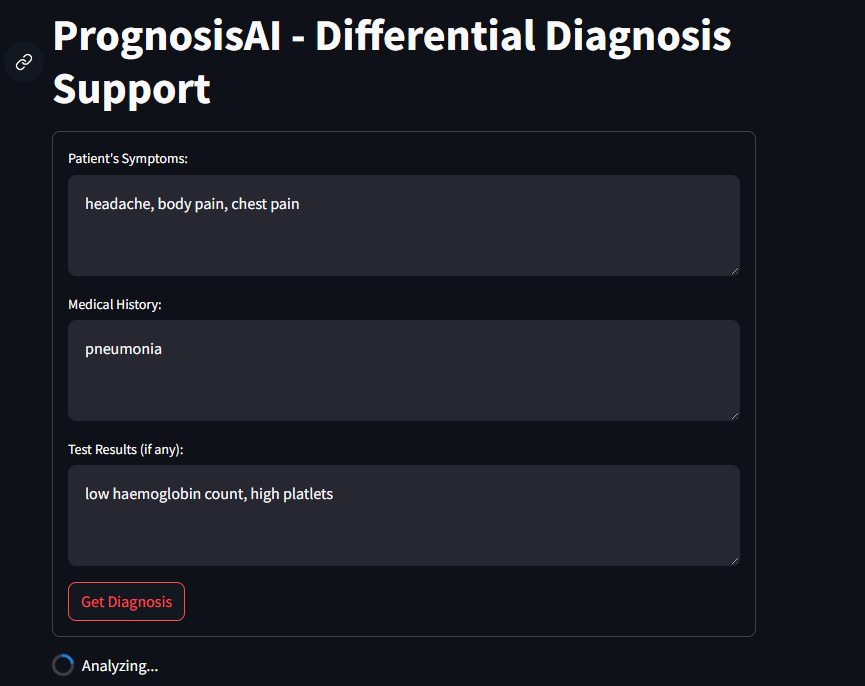 PrognosisAI - Differential Diagnosis
Support
Patient's Symptoms:
headache, body pain, chest pain
Medical History:
pneumonia
Test Results (if any):
low haemoglobin count, high platlets
Get Diagnosis
Analyzing...